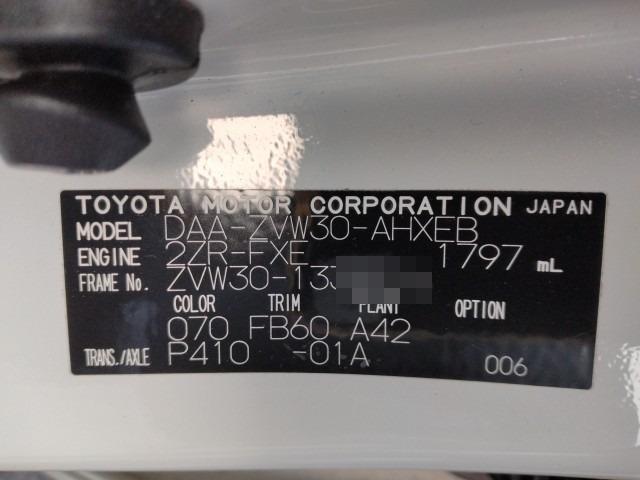 TOYOTA MOTOR CORPORATION JAPAN
MODEL DAA-ZVW30-AHXEB
ENGINE 2ZR-FXE 1797 mL
FRAME No. ZVW30-133
COLOR TRIM PLANT OPTION
070 FB60 A42
TRANS./AXLE P410 -01A 006